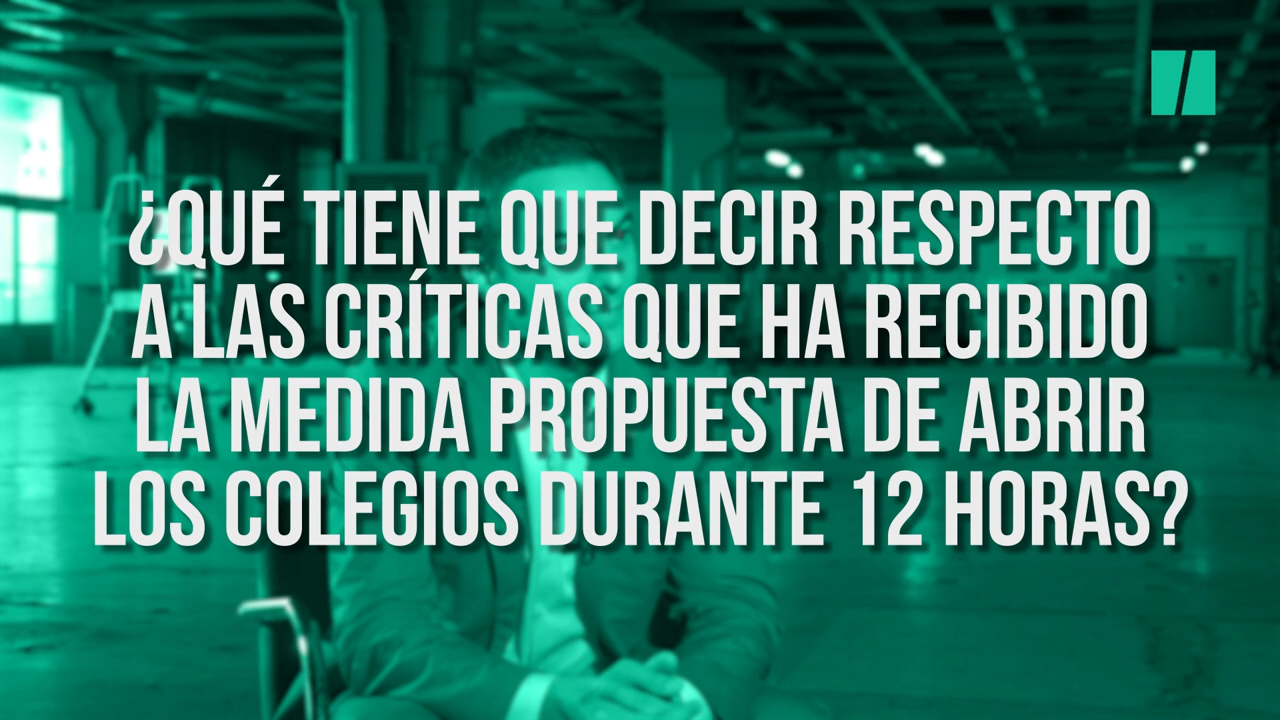 ¿QUÉ TIENE QUE DECIR RESPECTO
A LAS CRÍTICAS QUE HA RECIBIDO
LA MEDIDA PROPUESTA DE ABRIR
LOS COLEGIOS DURANTE 12 HORAS?